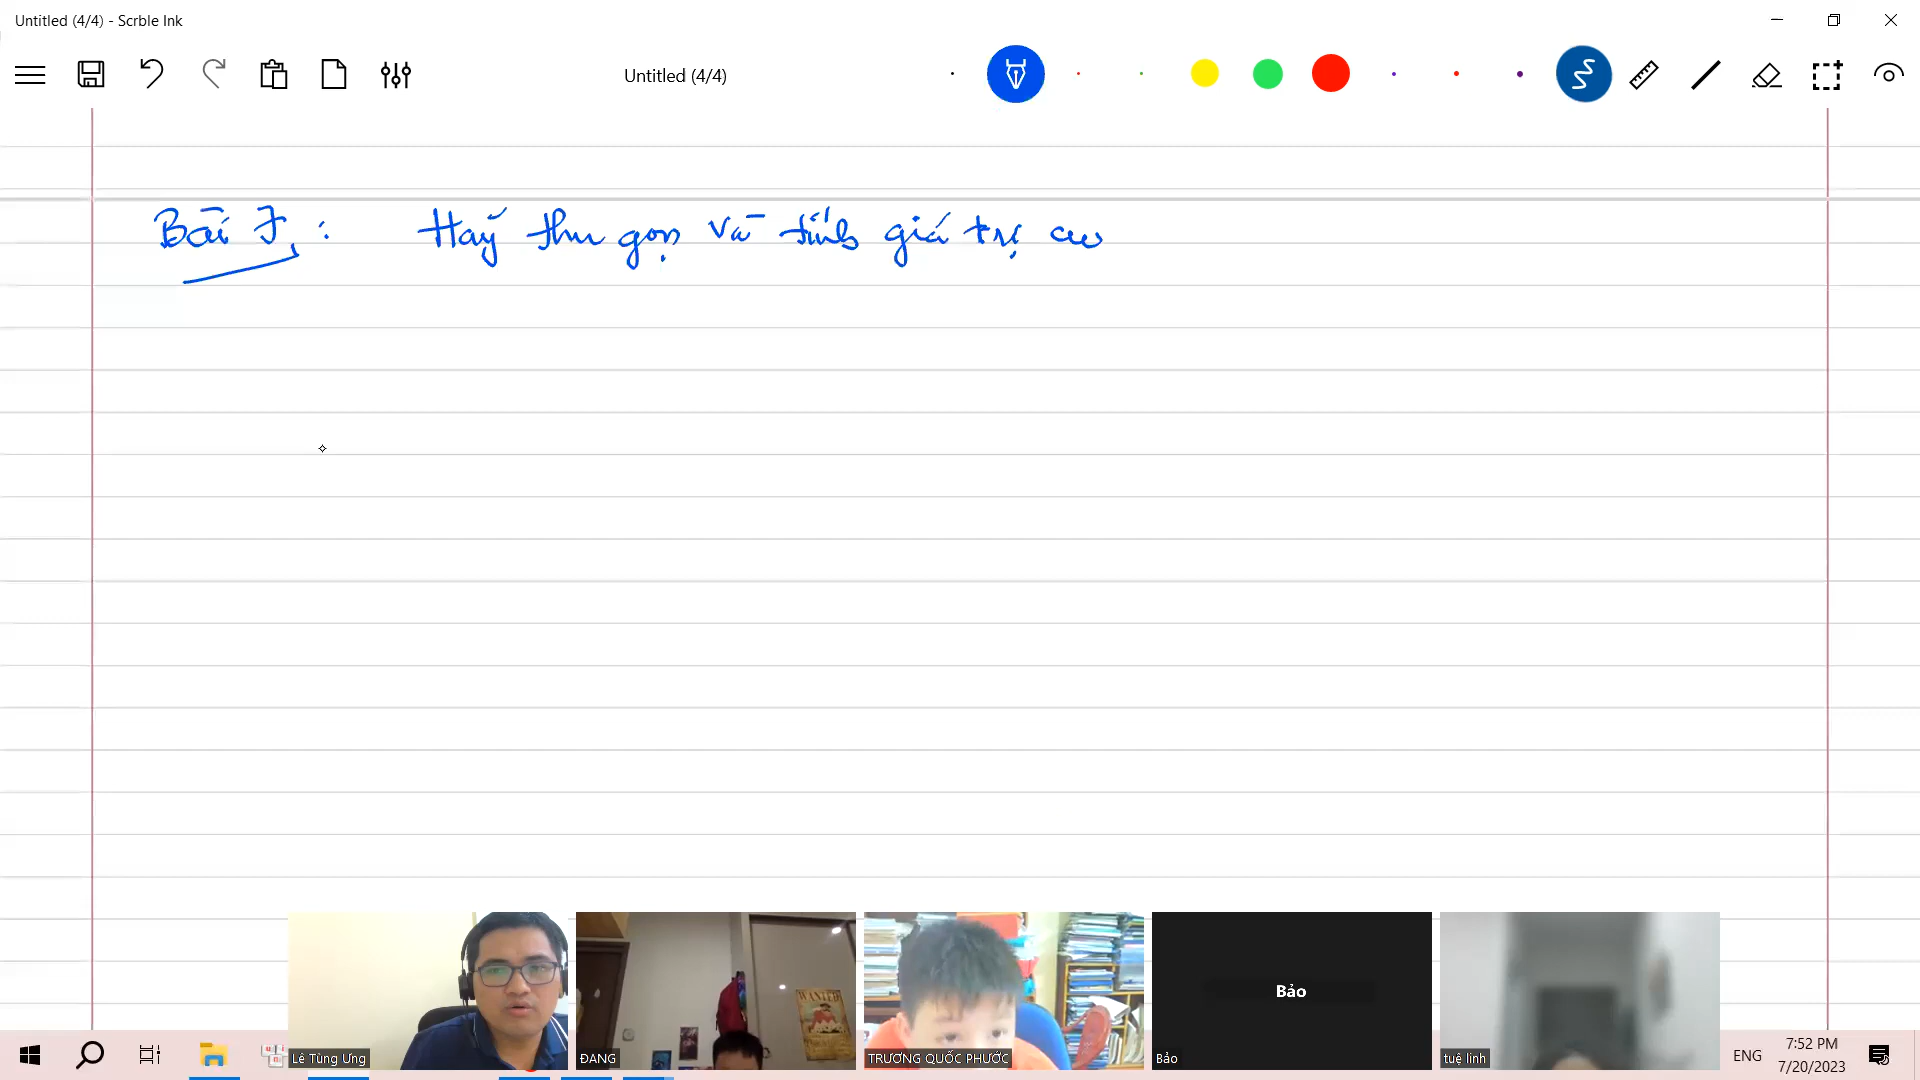 Untitled (4/4) - Scrble Ink
Untitled (4/4)
Bài 7 : Hãy thu gọn và tính giá trị cu
WANTED
Bảo
Lê Tùng Ưng
ĐANG
TRƯƠNG QUỐC PHƯỚC
Bảo
tuệ linh
ENG
7:52 PM
7/20/2023